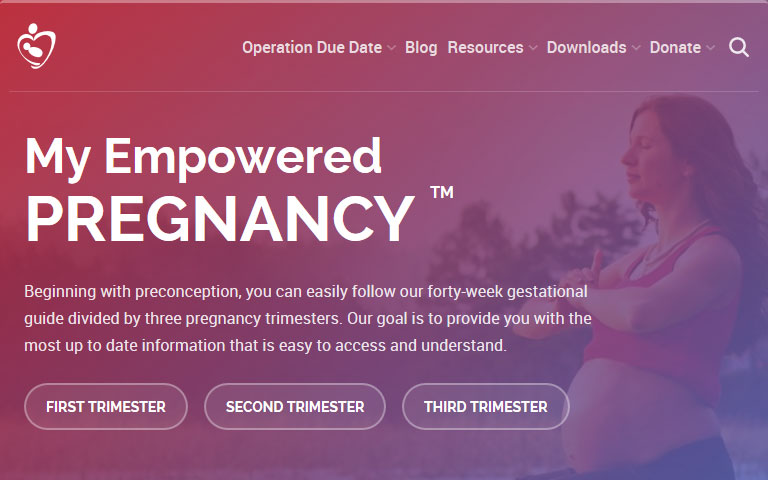 Operation Due Date Blog Resources Downloads Donate
My Empowered
PREGNANCY ™
Beginning with preconception, you can easily follow our forty-week gestational
guide divided by three pregnancy trimesters. Our goal is to provide you with the
most up to date information that is easy to access and understand.
FIRST TRIMESTER SECOND TRIMESTER THIRD TRIMESTER